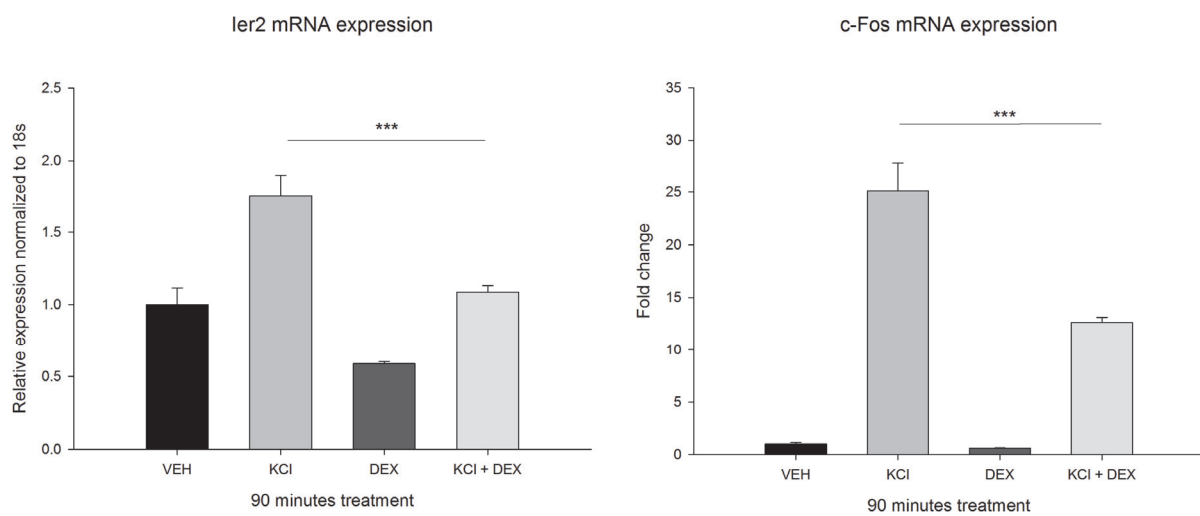 Ier2 mRNA expression
Relative expression normalized to 18s
2.5
2.0
1.5
1.0
0.5
0.0
***
VEH KCl DEX KCl + DEX
90 minutes treatment
c-Fos mRNA expression
Fold change
35
30
25
20
15
10
5
0
***
VEH KCl DEX KCl + DEX
90 minutes treatment